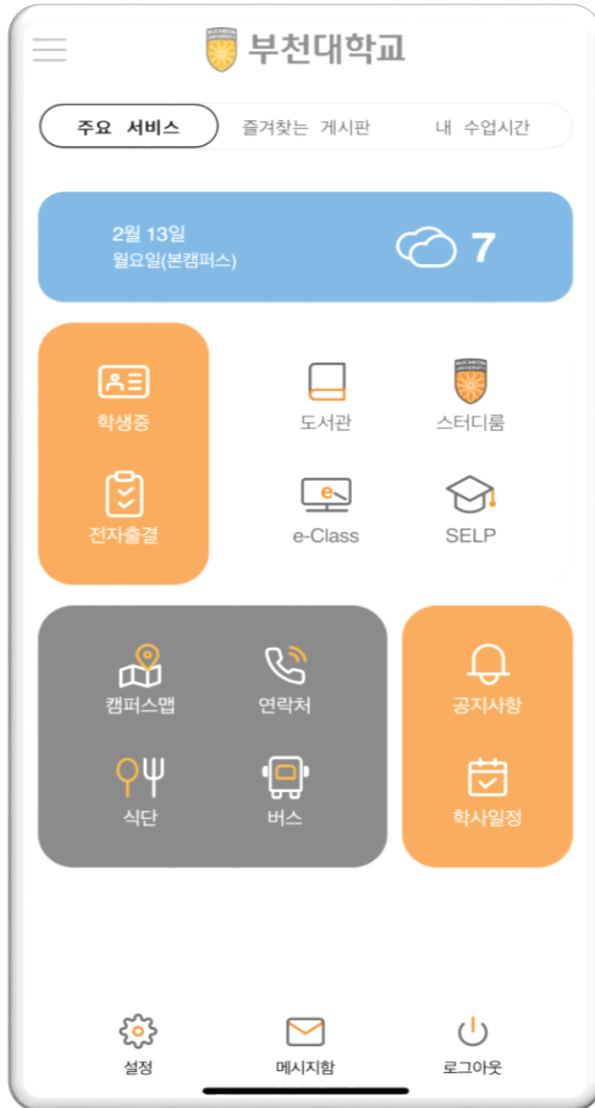 부천대학교
주요 서비스
즐겨찾는 게시판
내 수업시간
2월 13일
월요일(본캠퍼스)
7
학생증
도서관
스터디룸
전자출결
e-Class
SELP
캠퍼스맵
연락처
공지사항
식단
버스
학사일정
설정
메시지함
로그아웃